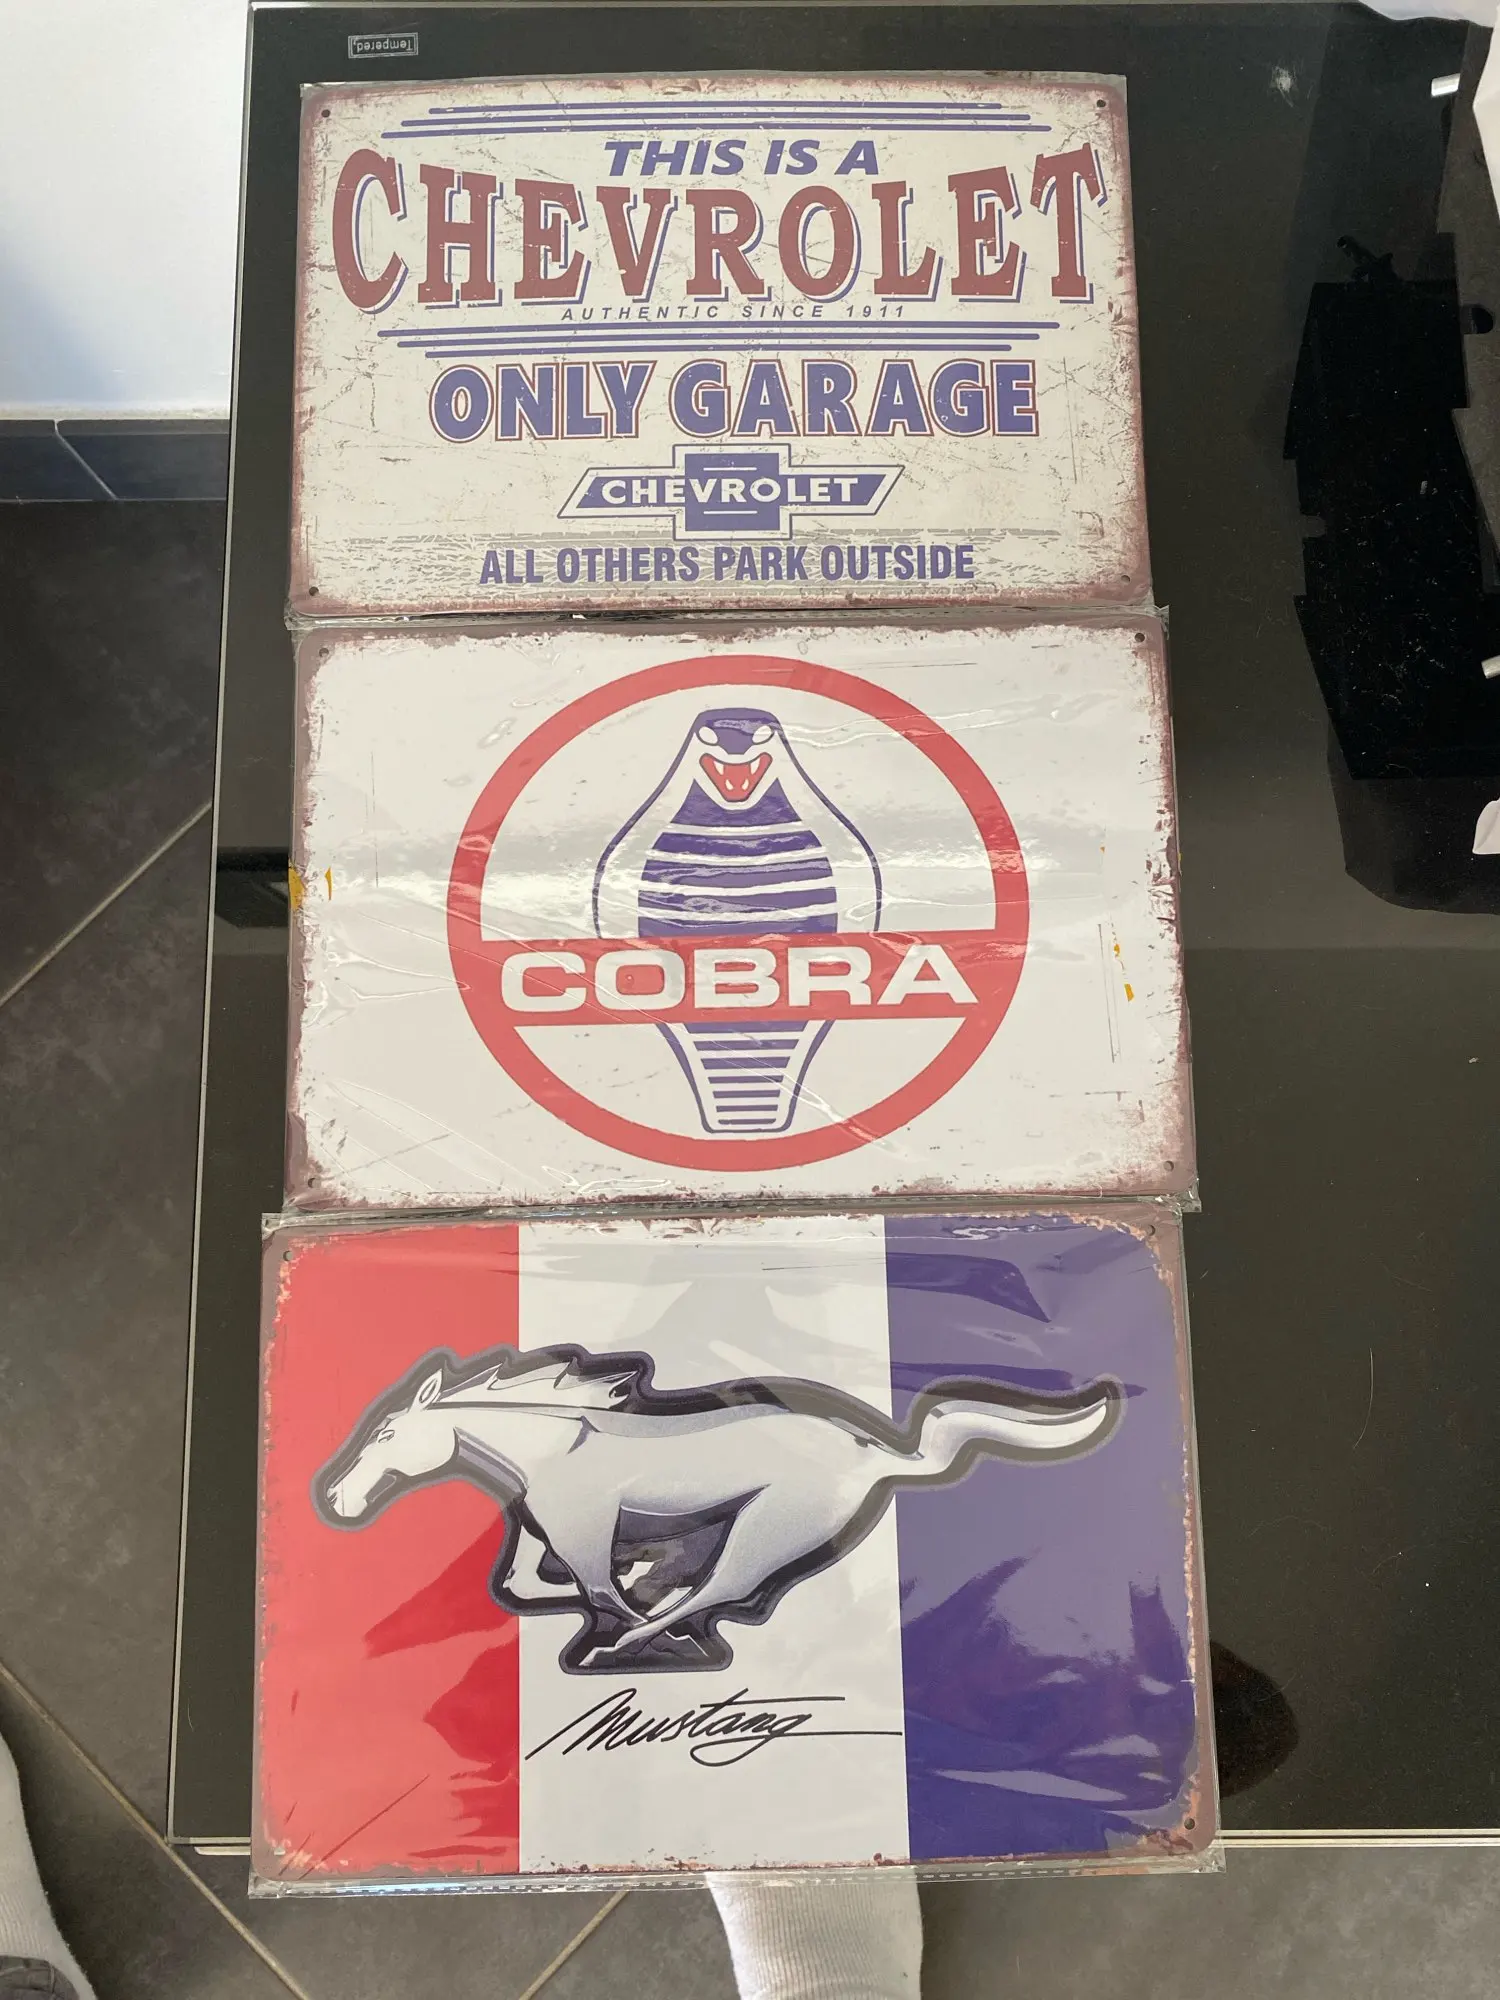 Tempered,
THIS IS A
CHEVROLET
AUTHENTIC SINCE 1911
ONLY GARAGE
CHEVROLET
ALL OTHERS PARK OUTSIDE
COBRA
Mustang